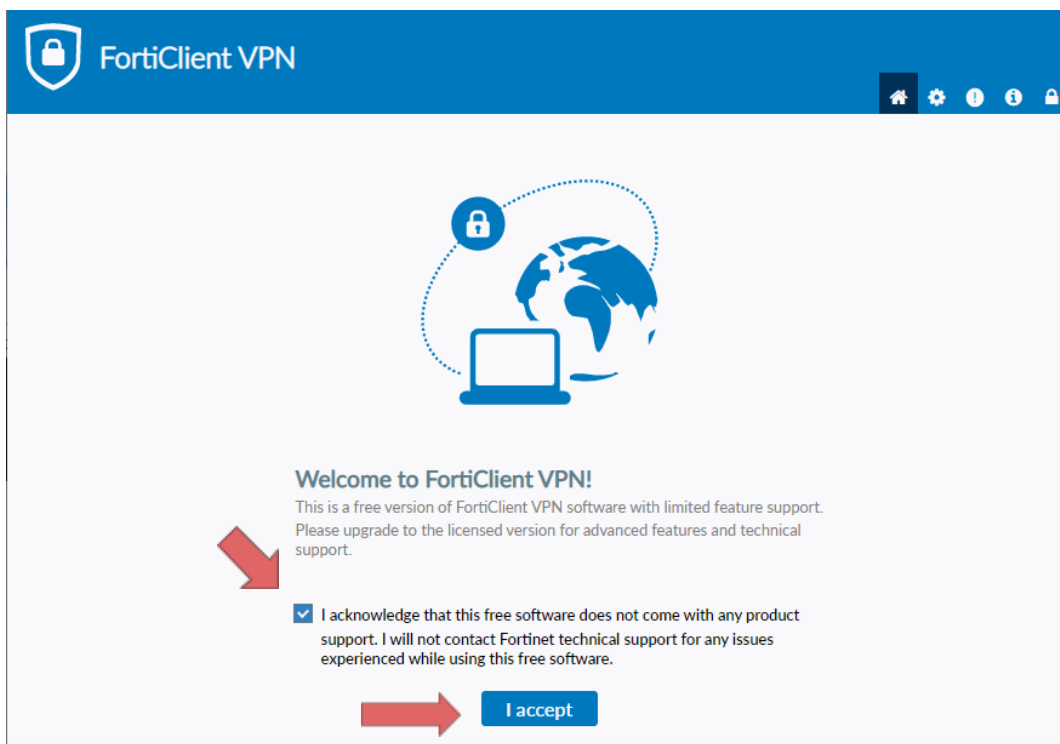 FortiClient VPN
Welcome to FortiClient VPN!
This is a free version of FortiClient VPN software with limited feature support.
Please upgrade to the licensed version for advanced features and technical
support.
I acknowledge that this free software does not come with any product
support. I will not contact Fortinet technical support for any issues
experienced while using this free software.
I accept